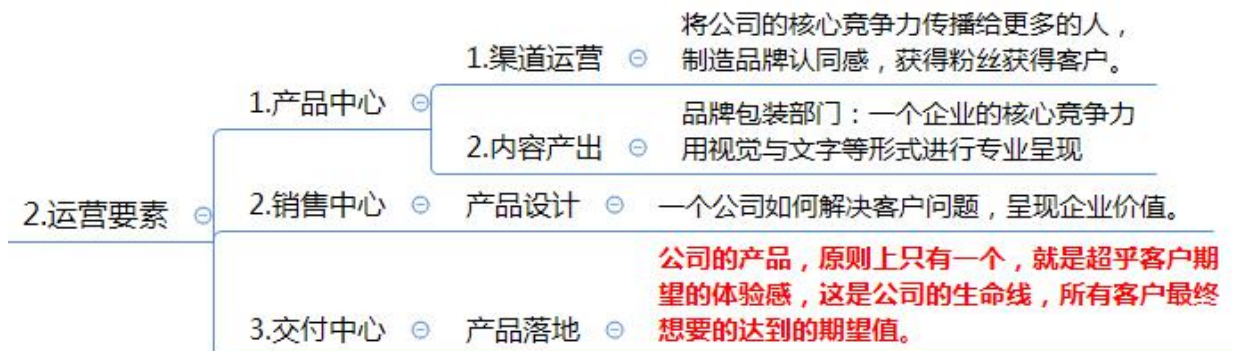 2.运营要素
1.产品中心
1.渠道运营
将公司的核心竞争力传播给更多的人，
制造品牌认同感，获得粉丝获得客户。
2.内容产出
品牌包装部门：一个企业的核心竞争力
用视觉与文字等形式进行专业呈现
2.销售中心
产品设计
一个公司如何解决客户问题，呈现企业价值。
3.交付中心
产品落地
公司的产品，原则上只有一个，就是超乎客户期
望的体验感，这是公司的生命线，所有客户最终
想要的达到的期望值。